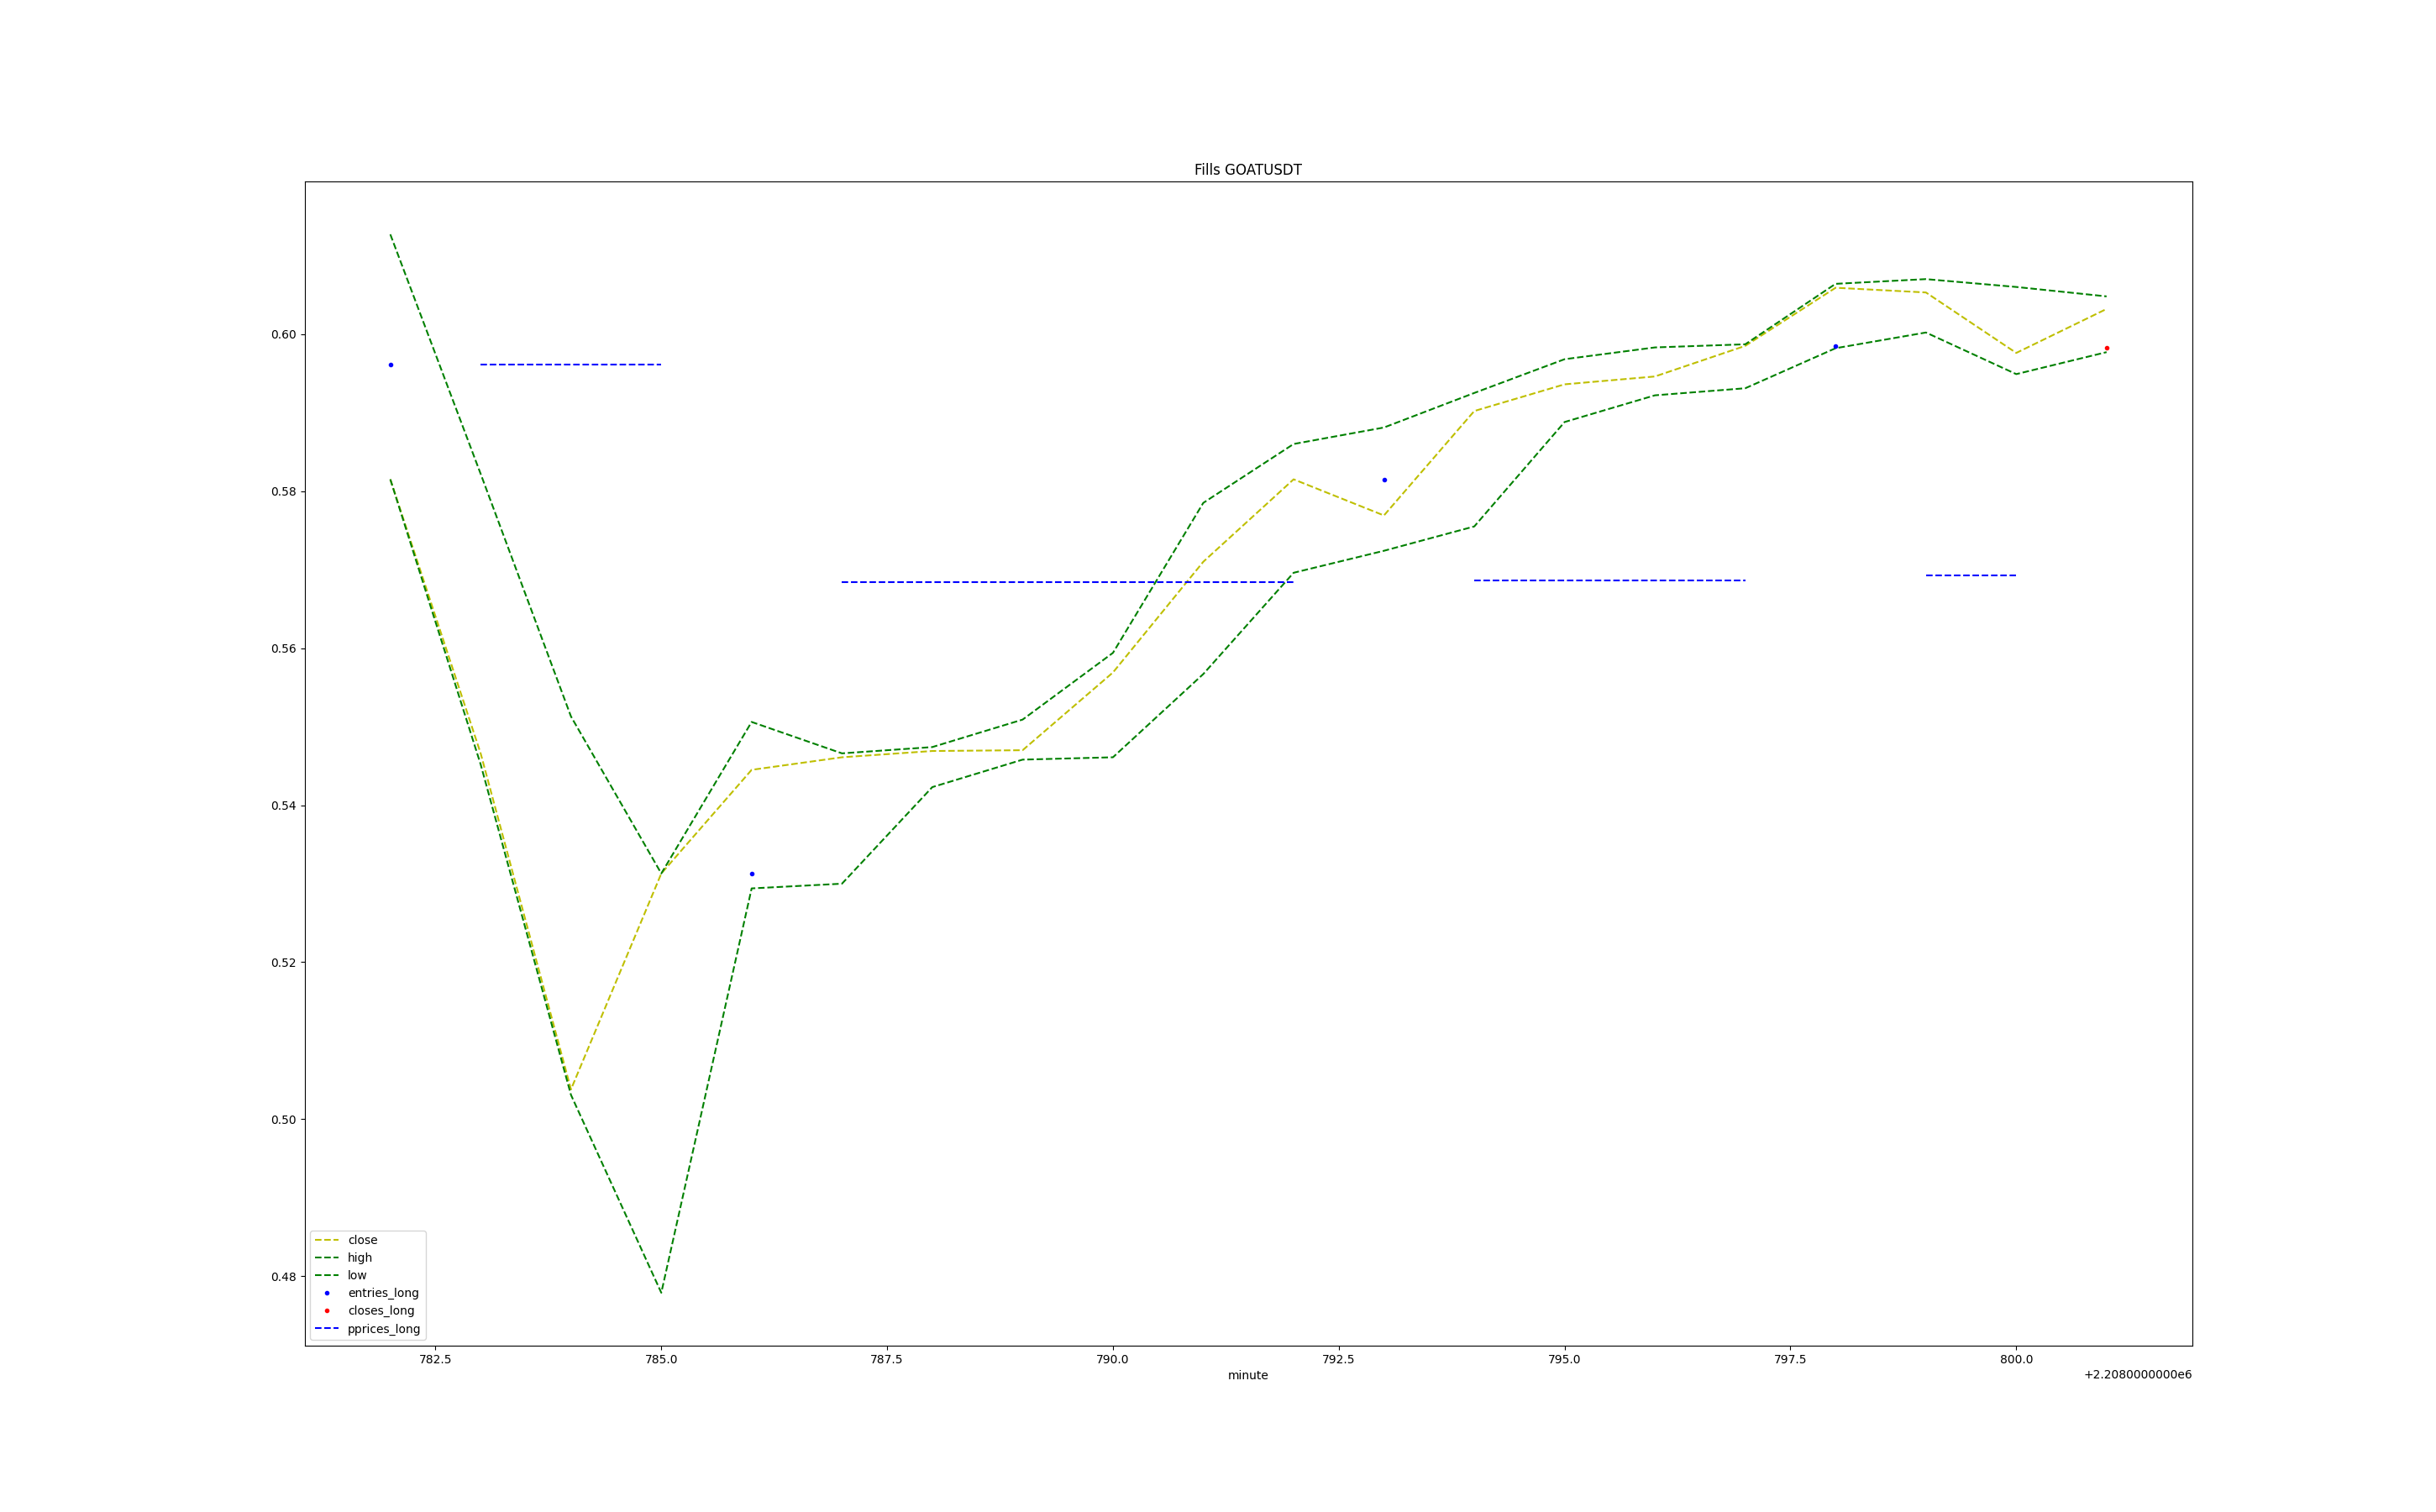 Fills GOATUSDT
0.60
0.58
0.56
0.54
0.52
0.50
0.48
close
high
low
entries_long
closes_long
pprices_long
782.5 785.0 787.5 790.0 792.5 795.0 797.5 800.0
minute
+2.2080000000e6